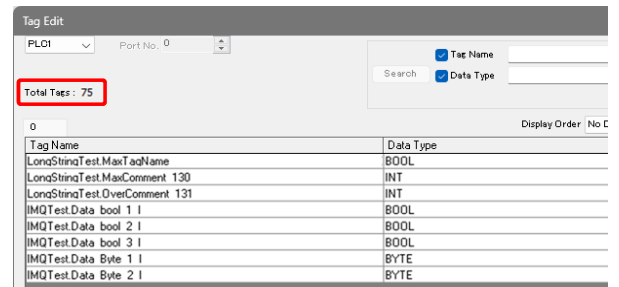 Tag Edit
PLC1 Port No. 0
Tag Name
Search Data Type
Total Tags : 75
0 Display Order No D
Tag Name Data Type
LongStringTest.MaxTagName BOOL
LongStringTest.MaxComment 130 INT
LongStringTest.OverComment 131 INT
IMQTest.Data bool 1 I BOOL
IMQTest.Data bool 2 I BOOL
IMQTest.Data bool 3 I BOOL
IMQTest.Data Byte 1 I BYTE
IMQTest.Data Byte 2 I BYTE